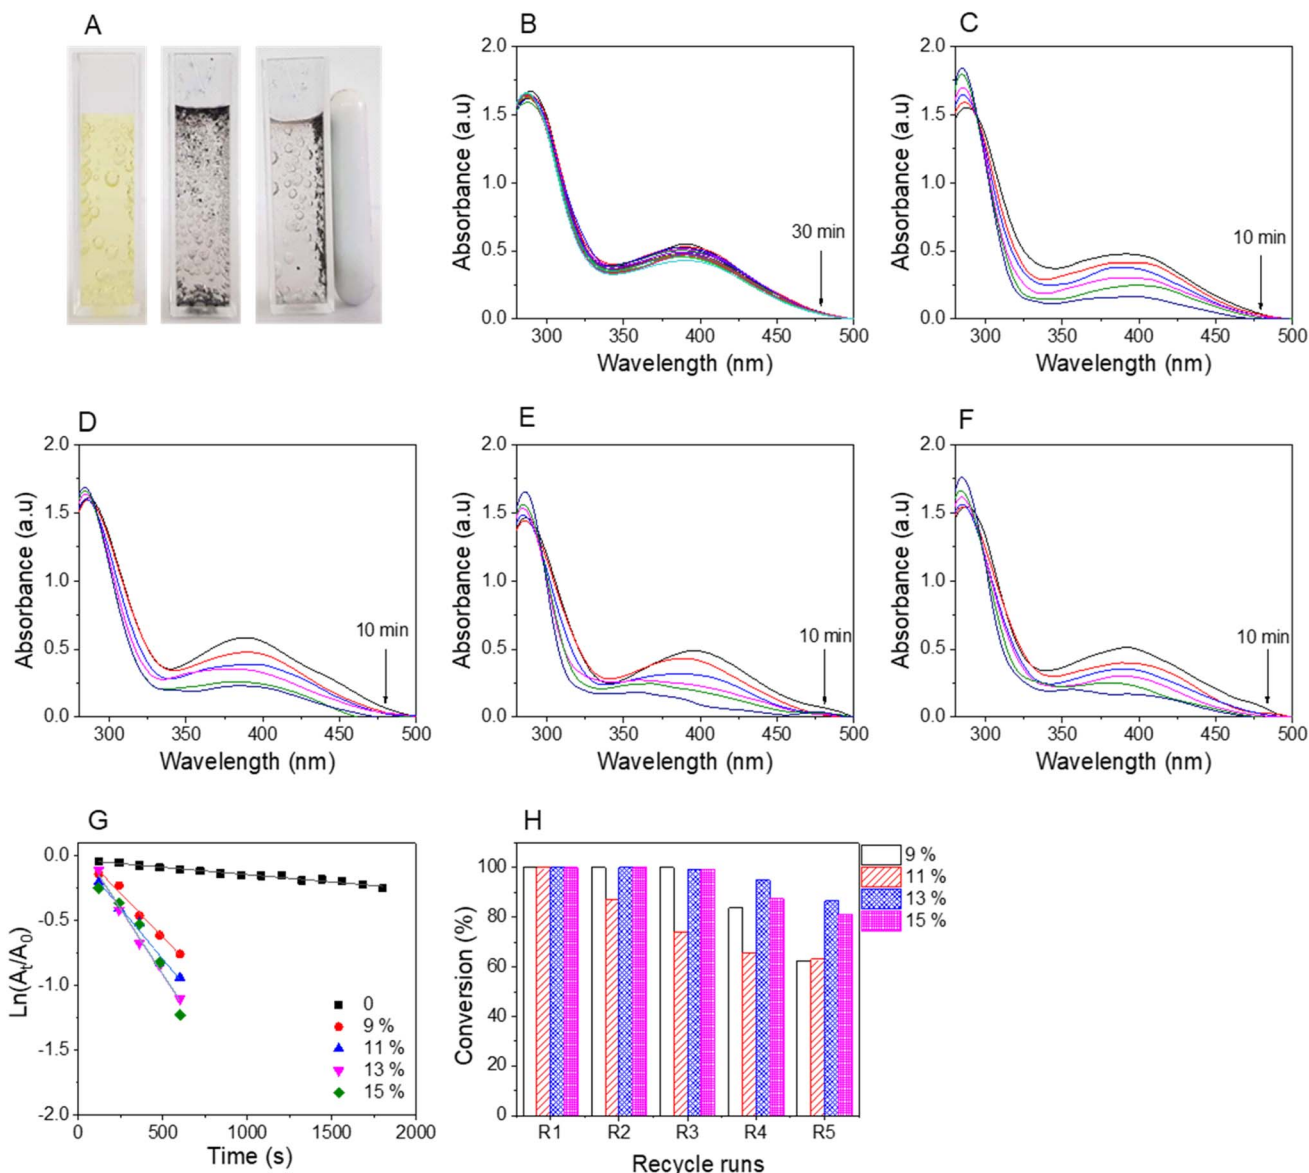 A
B
2.0
1.5
1.0
0.5
0.0
Absorbance (a.u)
30 min
300 350 400 450 500
Wavelength (nm)
C
2.0
1.5
1.0
0.5
0.0
Absorbance (a.u)
10 min
300 350 400 450 500
Wavelength (nm)
D
2.0
1.5
1.0
0.5
0.0
Absorbance (a.u)
10 min
300 350 400 450 500
Wavelength (nm)
E
2.0
1.5
1.0
0.5
0.0
Absorbance (a.u)
10 min
300 350 400 450 500
Wavelength (nm)
F
2.0
1.5
1.0
0.5
0.0
Absorbance (a.u)
10 min
300 350 400 450 500
Wavelength (nm)
G
0.0
-0.5
-1.0
-1.5
-2.0
Ln(Aₜ/A₀)
0
9 %
11 %
13 %
15 %
0 500 1000 1500 2000
Time (s)
H
100
80
60
40
20
0
Conversion (%)
9 %
11 %
13 %
15 %
R1 R2 R3 R4 R5
Recycle runs